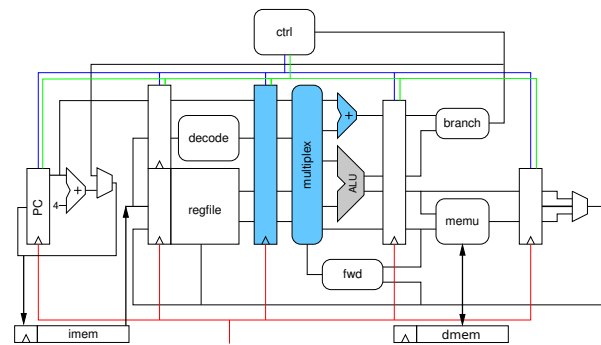 ctrl
decode
multiplex
+
branch
PC
4
+
regfile
ALU
memu
fwd
imem
dmem